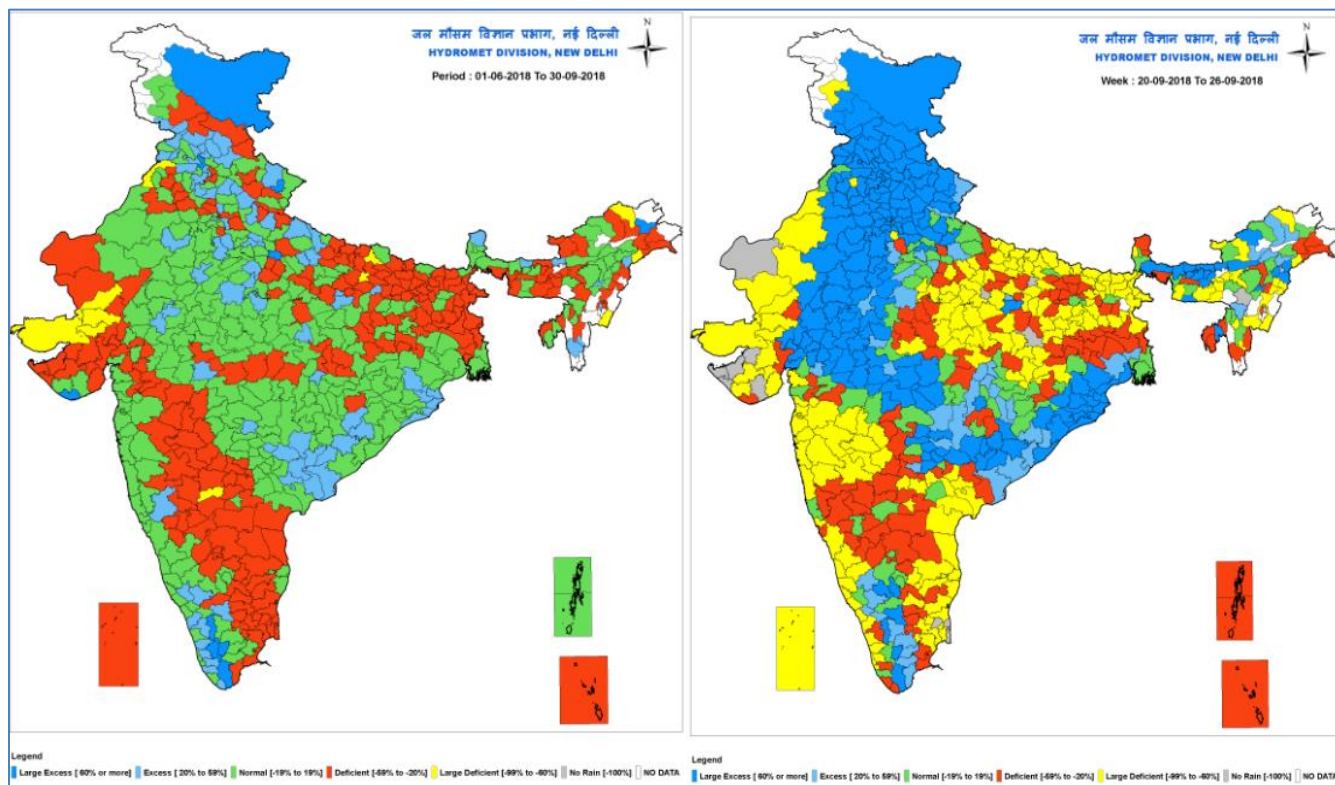 जल मौसम विज्ञान प्रभाग, नई दिल्ली
HYDROMET DIVISION, NEW DELHI
Period : 01-06-2018 To 30-09-2018
N
Legend
Large Excess [ 60% or more] Excess [ 20% to 59%] Normal [-19% to 19%] Deficient [-59% to -20%] Large Deficient [-99% to -60%] No Rain [-100%] NO DATA
जल मौसम विज्ञान प्रभाग, नई दिल्ली
HYDROMET DIVISION, NEW DELHI
Week : 20-09-2018 To 26-09-2018
N
Legend
Large Excess [ 60% or more] Excess [ 20% to 59%] Normal [-19% to 19%] Deficient [-59% to -20%] Large Deficient [-99% to -60%] No Rain [-100%] NO DATA